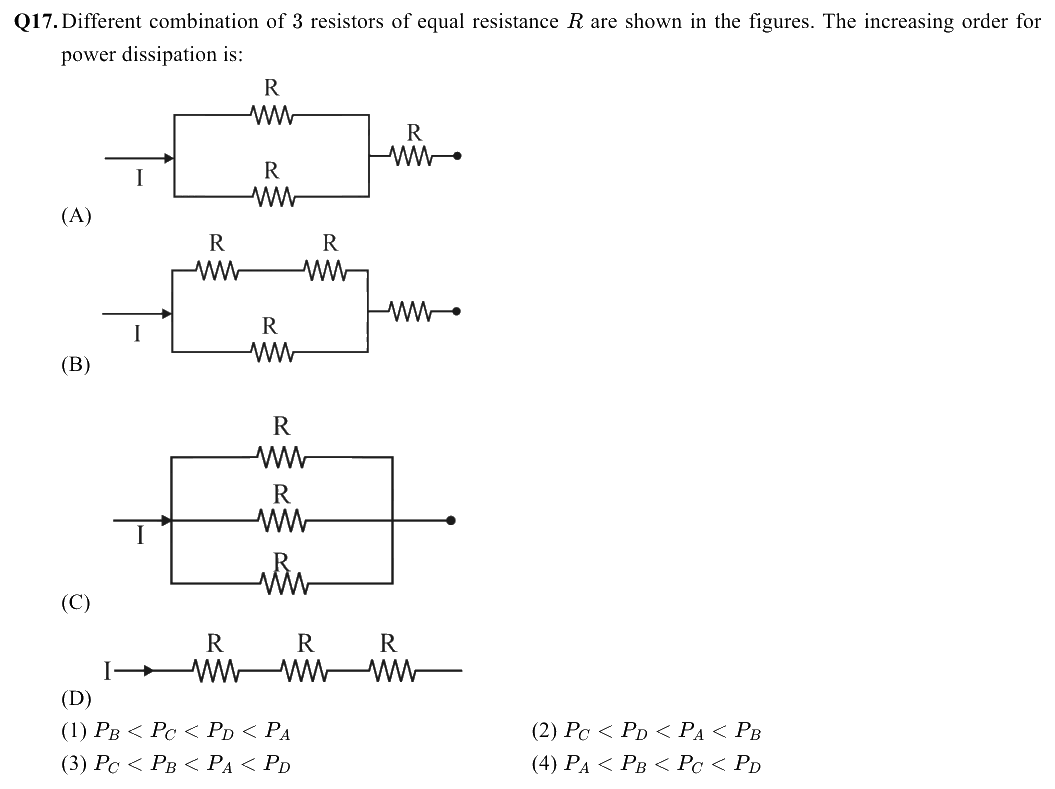 Q17. Different combination of 3 resistors of equal resistance R are shown in the figures. The increasing order for
power dissipation is:
R
R
I
R
(A)
R R
I
R
(B)
R
R
I
R
(C)
R R R
I
(D)
(1) P_B < P_C < P_D < P_A (2) P_C < P_D < P_A < P_B
(3) P_C < P_B < P_A < P_D (4) P_A < P_B < P_C < P_D